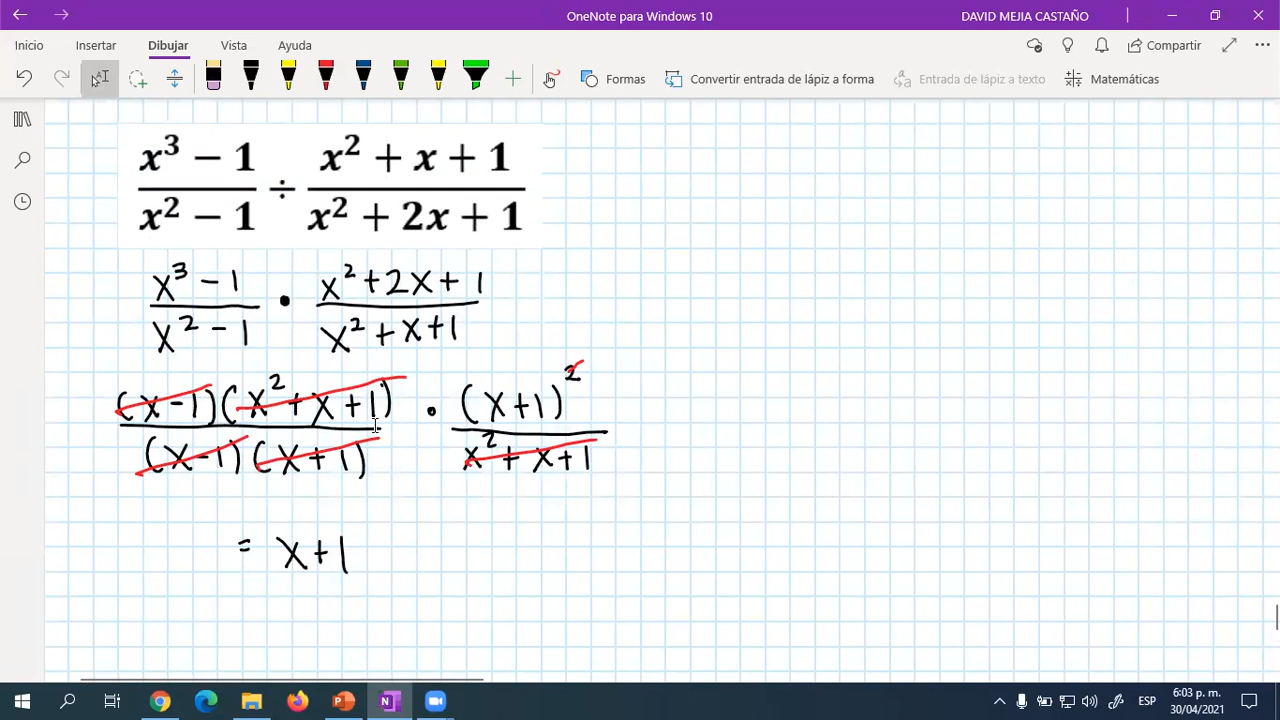 OneNote para Windows 10
DAVID MEJIA CASTAÑO
Inicio Insertar Dibujar Vista Ayuda
Compartir
Formas
Convertir entrada de lápiz a forma
Entrada de lápiz a texto
Matemáticas
x³ − 1 / x² − 1 ÷ x² + x + 1 / x² + 2x + 1
x³ − 1 / x² − 1 • x² + 2x + 1 / x² + x + 1
(x − 1)(x² + x + 1) / (x − 1)(x + 1) • (x + 1)² / x² + x + 1
= x + 1
ESP
6:03 p. m.
30/04/2021